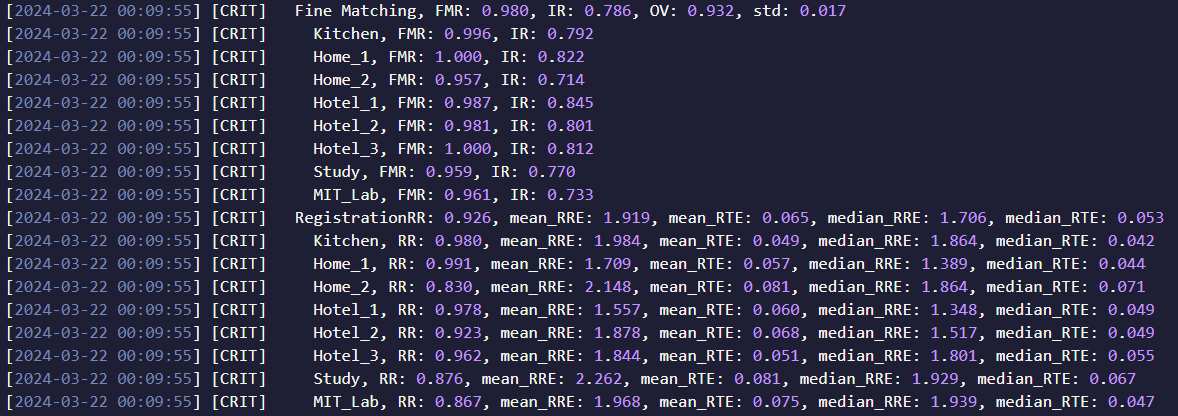 [2024-03-22 00:09:55] [CRIT]   Fine Matching, FMR: 0.980, IR: 0.786, OV: 0.932, std: 0.017
[2024-03-22 00:09:55] [CRIT]     Kitchen, FMR: 0.996, IR: 0.792
[2024-03-22 00:09:55] [CRIT]     Home_1, FMR: 1.000, IR: 0.822
[2024-03-22 00:09:55] [CRIT]     Home_2, FMR: 0.957, IR: 0.714
[2024-03-22 00:09:55] [CRIT]     Hotel_1, FMR: 0.987, IR: 0.845
[2024-03-22 00:09:55] [CRIT]     Hotel_2, FMR: 0.981, IR: 0.801
[2024-03-22 00:09:55] [CRIT]     Hotel_3, FMR: 1.000, IR: 0.812
[2024-03-22 00:09:55] [CRIT]     Study, FMR: 0.959, IR: 0.770
[2024-03-22 00:09:55] [CRIT]     MIT_Lab, FMR: 0.961, IR: 0.733
[2024-03-22 00:09:55] [CRIT]   RegistrationRR: 0.926, mean_RRE: 1.919, mean_RTE: 0.065, median_RRE: 1.706, median_RTE: 0.053
[2024-03-22 00:09:55] [CRIT]     Kitchen, RR: 0.980, mean_RRE: 1.984, mean_RTE: 0.049, median_RRE: 1.864, median_RTE: 0.042
[2024-03-22 00:09:55] [CRIT]     Home_1, RR: 0.991, mean_RRE: 1.709, mean_RTE: 0.057, median_RRE: 1.389, median_RTE: 0.044
[2024-03-22 00:09:55] [CRIT]     Home_2, RR: 0.830, mean_RRE: 2.148, mean_RTE: 0.081, median_RRE: 1.864, median_RTE: 0.071
[2024-03-22 00:09:55] [CRIT]     Hotel_1, RR: 0.978, mean_RRE: 1.557, mean_RTE: 0.060, median_RRE: 1.348, median_RTE: 0.049
[2024-03-22 00:09:55] [CRIT]     Hotel_2, RR: 0.923, mean_RRE: 1.878, mean_RTE: 0.068, median_RRE: 1.517, median_RTE: 0.049
[2024-03-22 00:09:55] [CRIT]     Hotel_3, RR: 0.962, mean_RRE: 1.844, mean_RTE: 0.051, median_RRE: 1.801, median_RTE: 0.055
[2024-03-22 00:09:55] [CRIT]     Study, RR: 0.876, mean_RRE: 2.262, mean_RTE: 0.081, median_RRE: 1.929, median_RTE: 0.067
[2024-03-22 00:09:55] [CRIT]     MIT_Lab, RR: 0.867, mean_RRE: 1.968, mean_RTE: 0.075, median_RRE: 1.939, median_RTE: 0.047